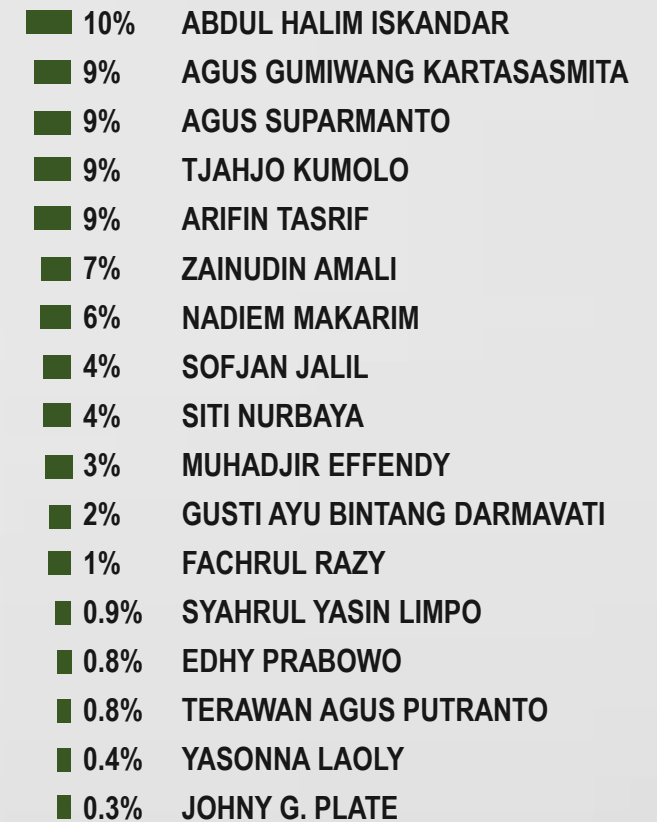 10% ABDUL HALIM ISKANDAR
9% AGUS GUMIWANG KARTASASMITA
9% AGUS SUPARMANTO
9% TJAHJO KUMOLO
9% ARIFIN TASRIF
7% ZAINUDIN AMALI
6% NADIEM MAKARIM
4% SOFJAN JALIL
4% SITI NURBAYA
3% MUHADJIR EFFENDY
2% GUSTI AYU BINTANG DARMAVATI
1% FACHRUL RAZY
0.9% SYAHRUL YASIN LIMPO
0.8% EDHY PRABOWO
0.8% TERAWAN AGUS PUTRANTO
0.4% YASONNA LAOLY
0.3% JOHNY G. PLATE